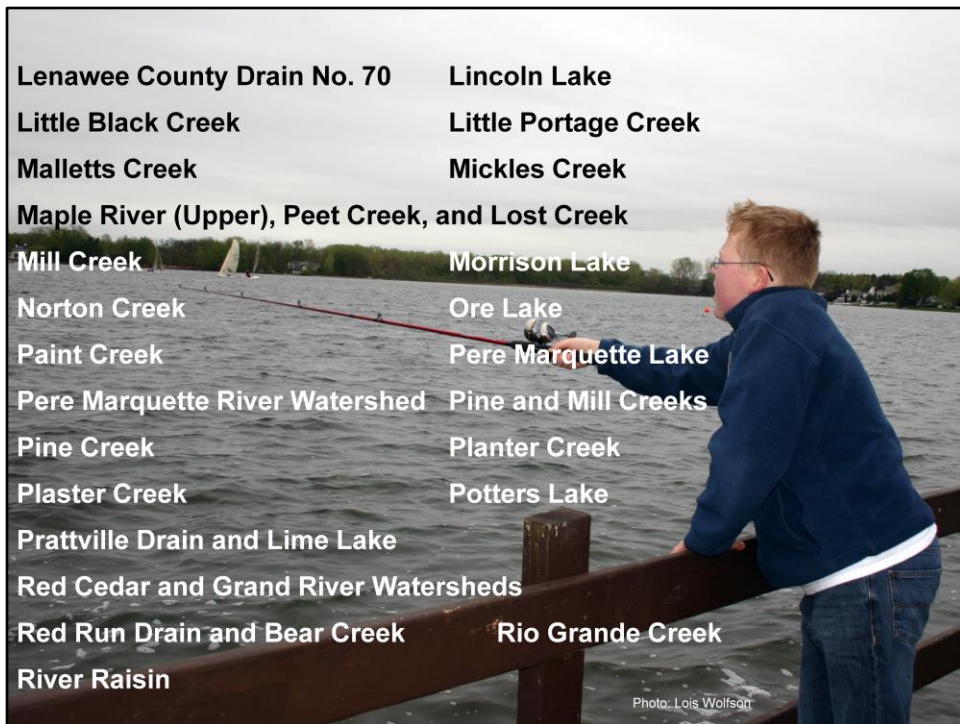 Lenawee County Drain No. 70 Lincoln Lake
Little Black Creek Little Portage Creek
Malletts Creek Mickles Creek
Maple River (Upper), Peet Creek, and Lost Creek
Mill Creek Morrison Lake
Norton Creek Ore Lake
Paint Creek Pere Marquette Lake
Pere Marquette River Watershed Pine and Mill Creeks
Pine Creek Planter Creek
Plaster Creek Potters Lake
Prattville Drain and Lime Lake
Red Cedar and Grand River Watersheds
Red Run Drain and Bear Creek Rio Grande Creek
River Raisin
Photo: Lois Wolfson